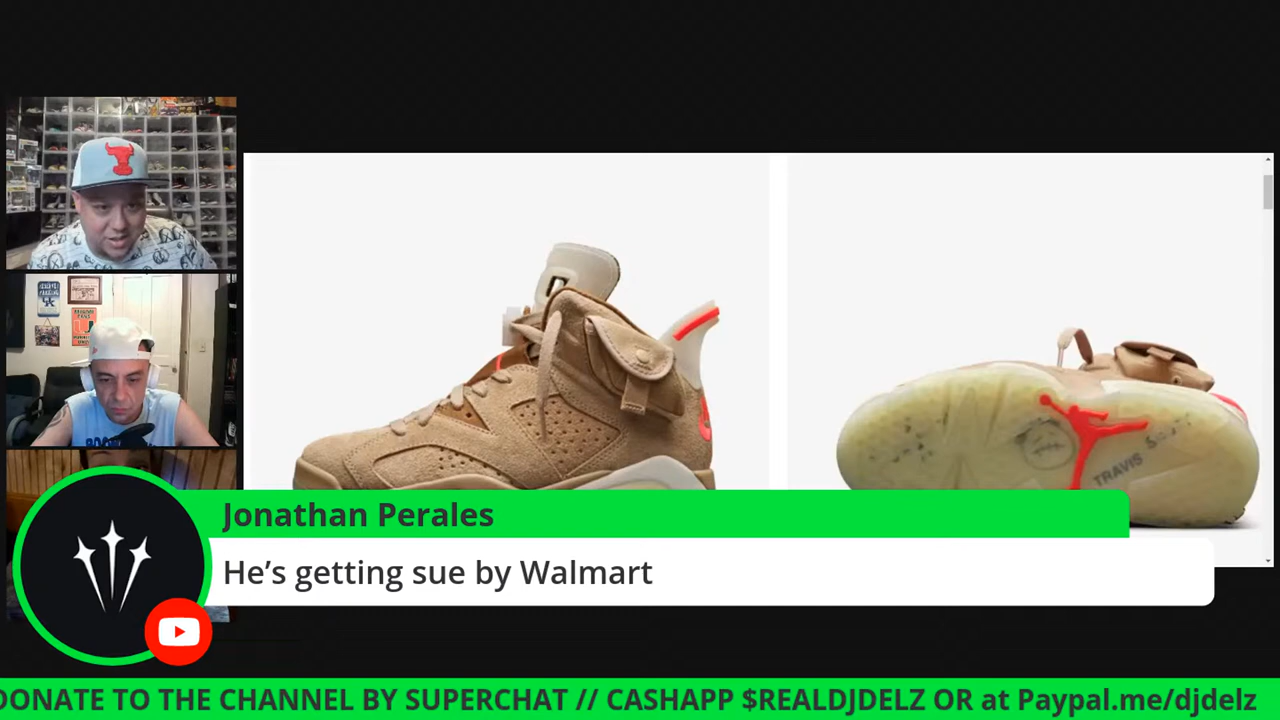 TRAVIS
Jonathan Perales
He’s getting sue by Walmart
DONATE TO THE CHANNEL BY SUPERCHAT // CASHAPP $REALDJDELZ OR at Paypal.me/djdelz